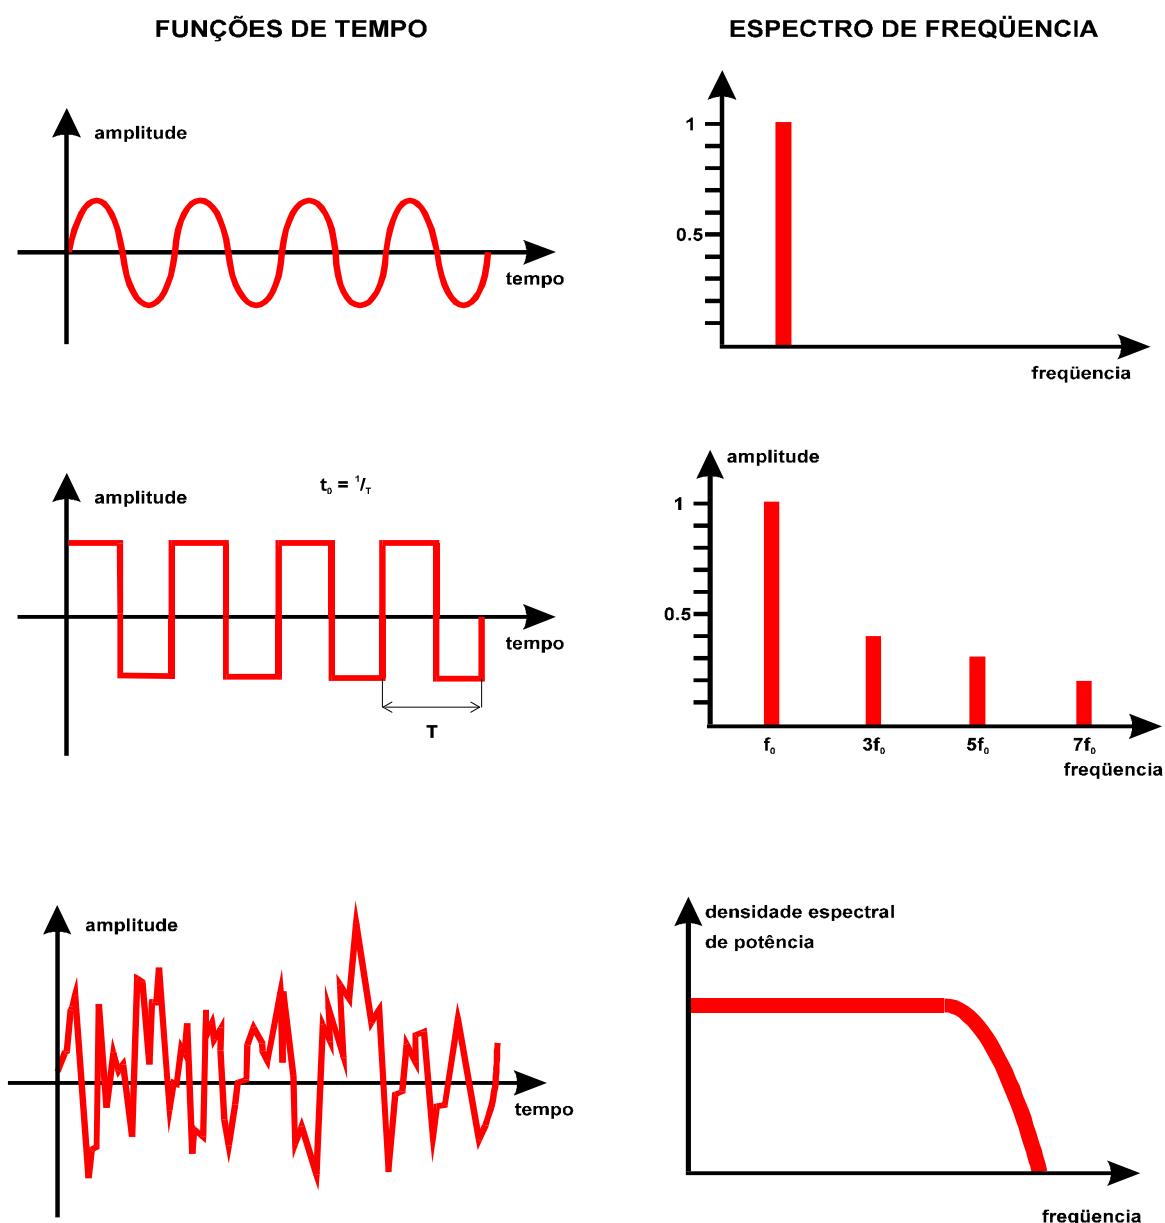 FUNÇÕES DE TEMPO
ESPECTRO DE FREQÜENCIA
amplitude
tempo
1
0.5
freqüencia
amplitude
t₀ = ¹/T
tempo
T
amplitude
1
0.5
f₀ 3f₀ 5f₀ 7f₀
freqüencia
amplitude
tempo
densidade espectral
de potência
freqüencia